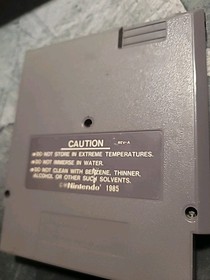 CAUTION
REV-A
•DO NOT STORE IN EXTREME TEMPERATURES.
•DO NOT IMMERSE IN WATER.
•DO NOT CLEAN WITH BENZENE, THINNER,
ALCOHOL OR OTHER SUCH SOLVENTS.
©Nintendo® 1985